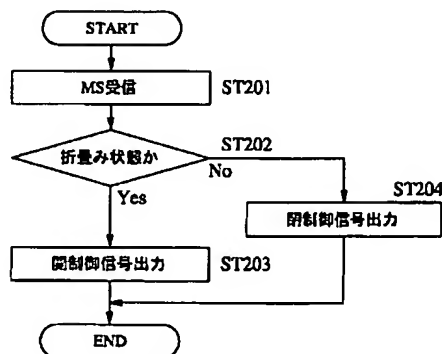 START
MS受信
ST201
折畳み状態か
ST202
No
Yes
ST204
閉制御信号出力
開制御信号出力
ST203
END